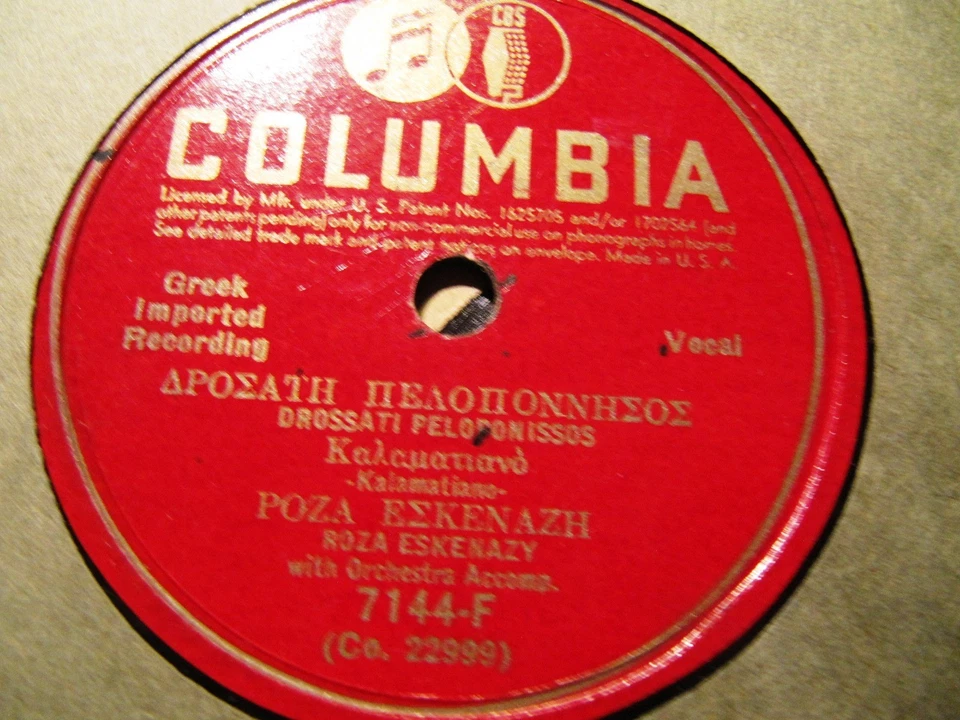 CBS
COLUMBIA
Licensed by Mfr. under U. S. Patent Nos. 1625705 and/or 1702564 (and
other patents pending) only for non-commercial use on phonographs in homes.
See detailed trade mark and patent notices on envelope. Made in U. S. A.
Greek
Imported
Recording
Vocal
ΔΡΟΣΑΤΗ ΠΕΛΟΠΟΝΝΗΣΟΣ
DROSSATI PELOPONISSOS
Καλαματιανὸ
-Kalamatiano-
ΡΟΖΑ ΕΣΚΕΝΑΖΗ
ROZA ESKENAZY
with Orchestra Accomp.
7144-F
(Co. 22999)